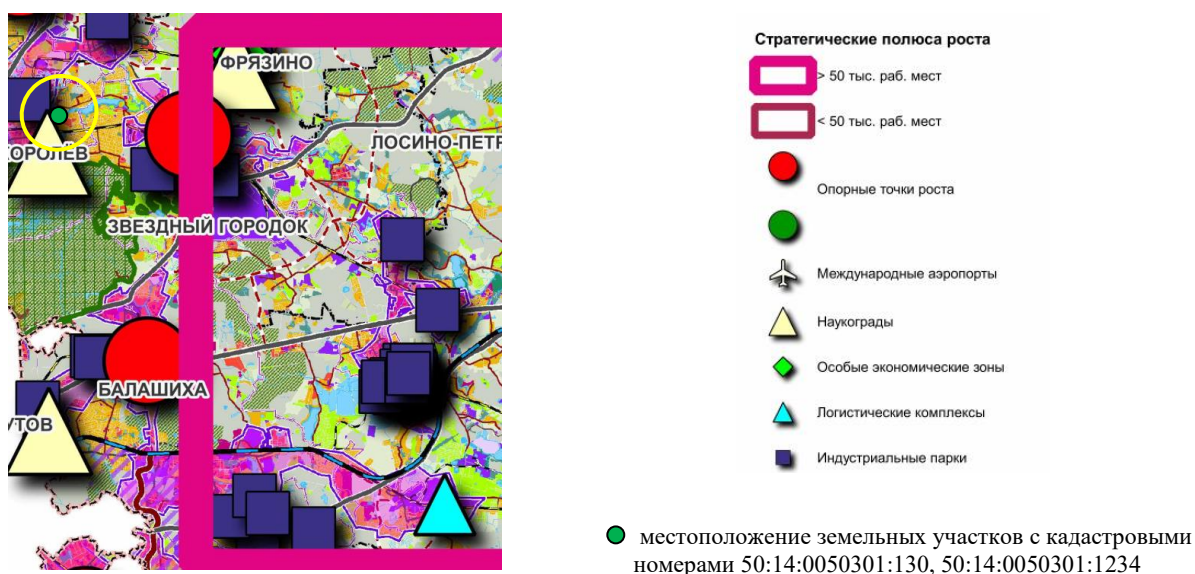 ФРЯЗИНО
ОРОЛЁВ
ЛОСИНО-ПЕТР
ЗВЕЗДНЫЙ ГОРОДОК
БАЛАШИХА
УТОВ
Стратегические полюса роста
> 50 тыс. раб. мест
< 50 тыс. раб. мест
Опорные точки роста
Международные аэропорты
Наукограды
Особые экономические зоны
Логистические комплексы
Индустриальные парки
местоположение земельных участков с кадастровыми
номерами 50:14:0050301:130, 50:14:0050301:1234